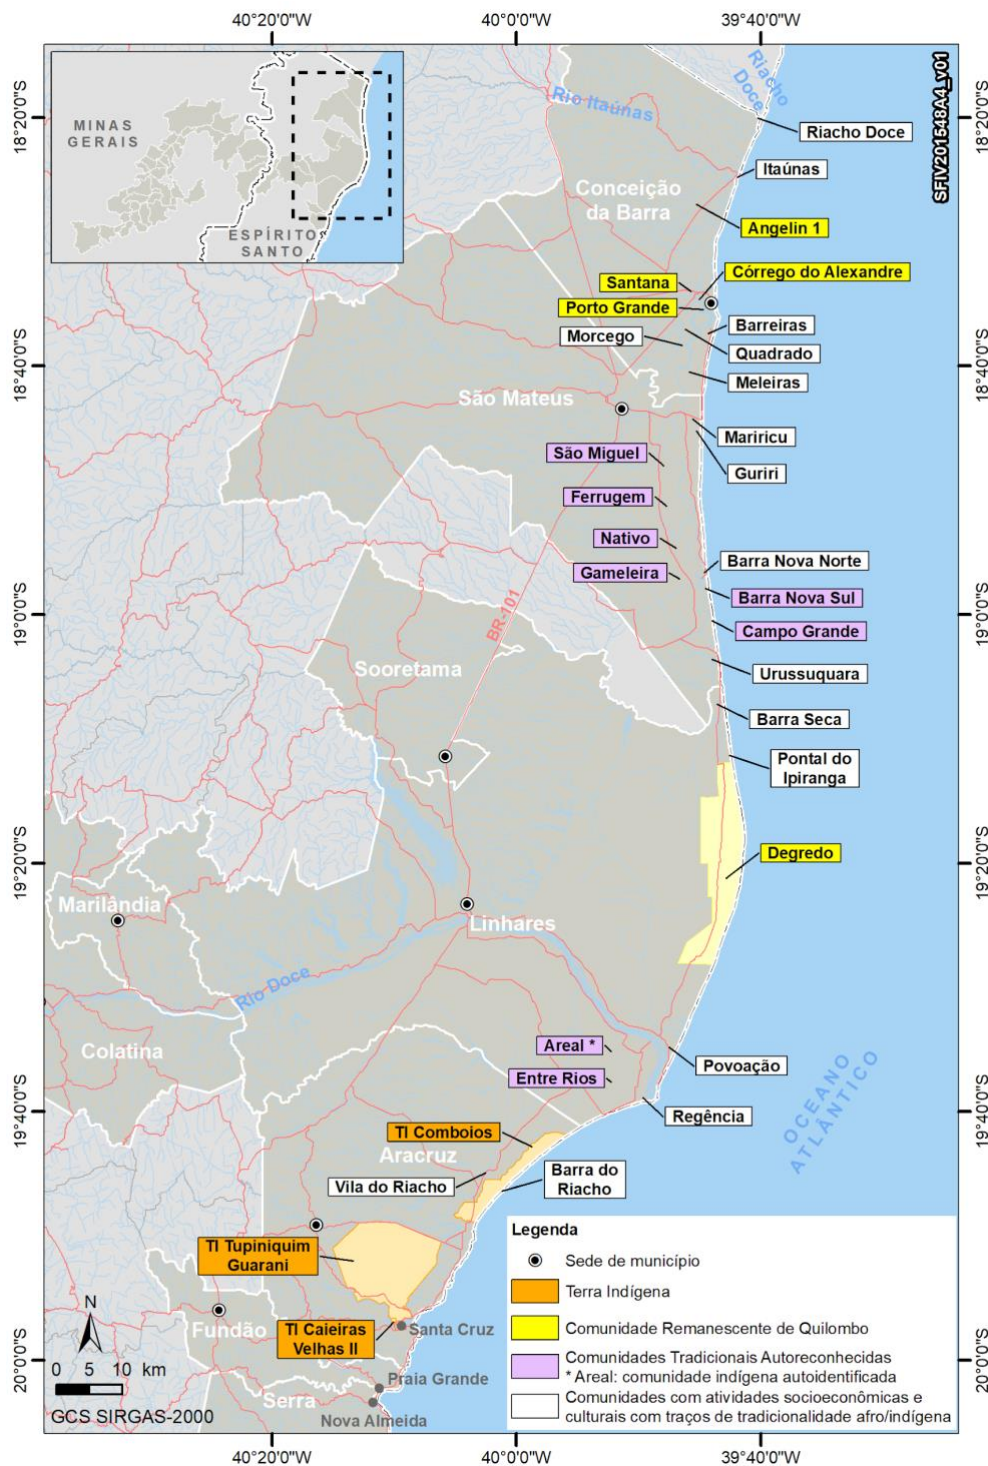 40°20'0"W
40°0'0"W
39°40'0"W
18°20'0"S
18°40'0"S
19°0'0"S
19°20'0"S
19°40'0"S
20°0'0"S
18°20'0"S
18°40'0"S
19°0'0"S
19°20'0"S
19°40'0"S
20°0'0"S
SFIV201548A4_v01
MINAS
GERAIS
ESPÍRITO
SANTO
Rio Itaúnas
Riacho
Doce
Riacho Doce
Itaúnas
Conceição
da Barra
Angelin 1
Córrego do Alexandre
Santana
Porto Grande
Barreiras
Morcego
Quadrado
Meleiras
São Mateus
Mariricu
São Miguel
Guriri
Ferrugem
Nativo
Barra Nova Norte
Gameleira
Barra Nova Sul
BR-101
Campo Grande
Sooretama
Urussuquara
Barra Seca
Pontal do
Ipiranga
Degredo
Marilândia
Linhares
Rio Doce
Colatina
Areal *
Povoação
Entre Rios
Regência
OCEANO
ATLÂNTICO
TI Comboios
Aracruz
Vila do Riacho
Barra do
Riacho
TI Tupiniquim
Guarani
Fundão
TI Caieiras
Velhas II
Santa Cruz
Praia Grande
Serra
Nova Almeida
N
0 5 10 km
GCS SIRGAS-2000
Legenda
Sede de município
Terra Indígena
Comunidade Remanescente de Quilombo
Comunidades Tradicionais Autoreconhecidas
* Areal: comunidade indígena autoidentificada
Comunidades com atividades socioeconômicas e
culturais com traços de tradicionalidade afro/indígena
40°20'0"W
40°0'0"W
39°40'0"W